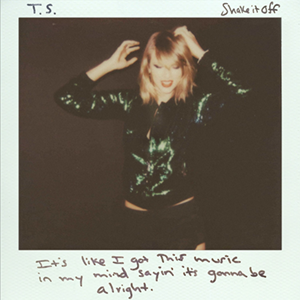 T.S.
Shake it Off
It's like I got This music
in my mind sayin' it's gonna be
alright.